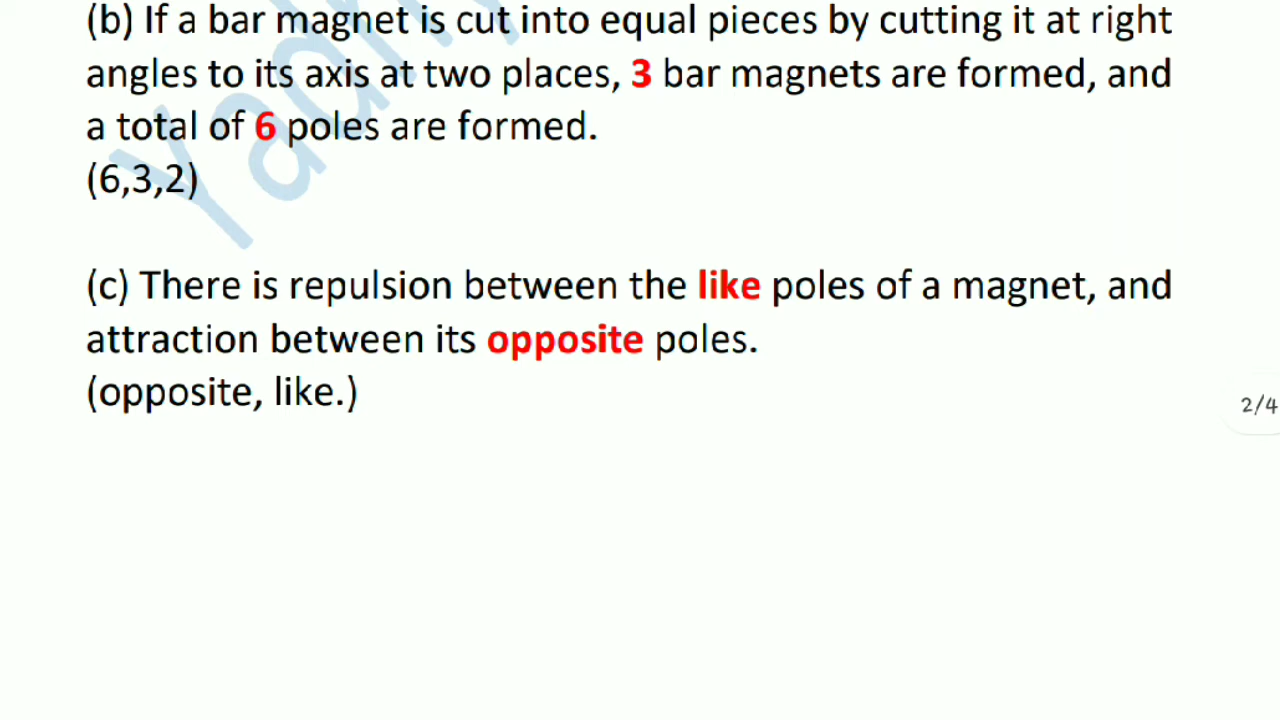 (b) If a bar magnet is cut into equal pieces by cutting it at right
angles to its axis at two places, 3 bar magnets are formed, and
a total of 6 poles are formed.
(6,3,2)
(c) There is repulsion between the like poles of a magnet, and
attraction between its opposite poles.
(opposite, like.)
2/4